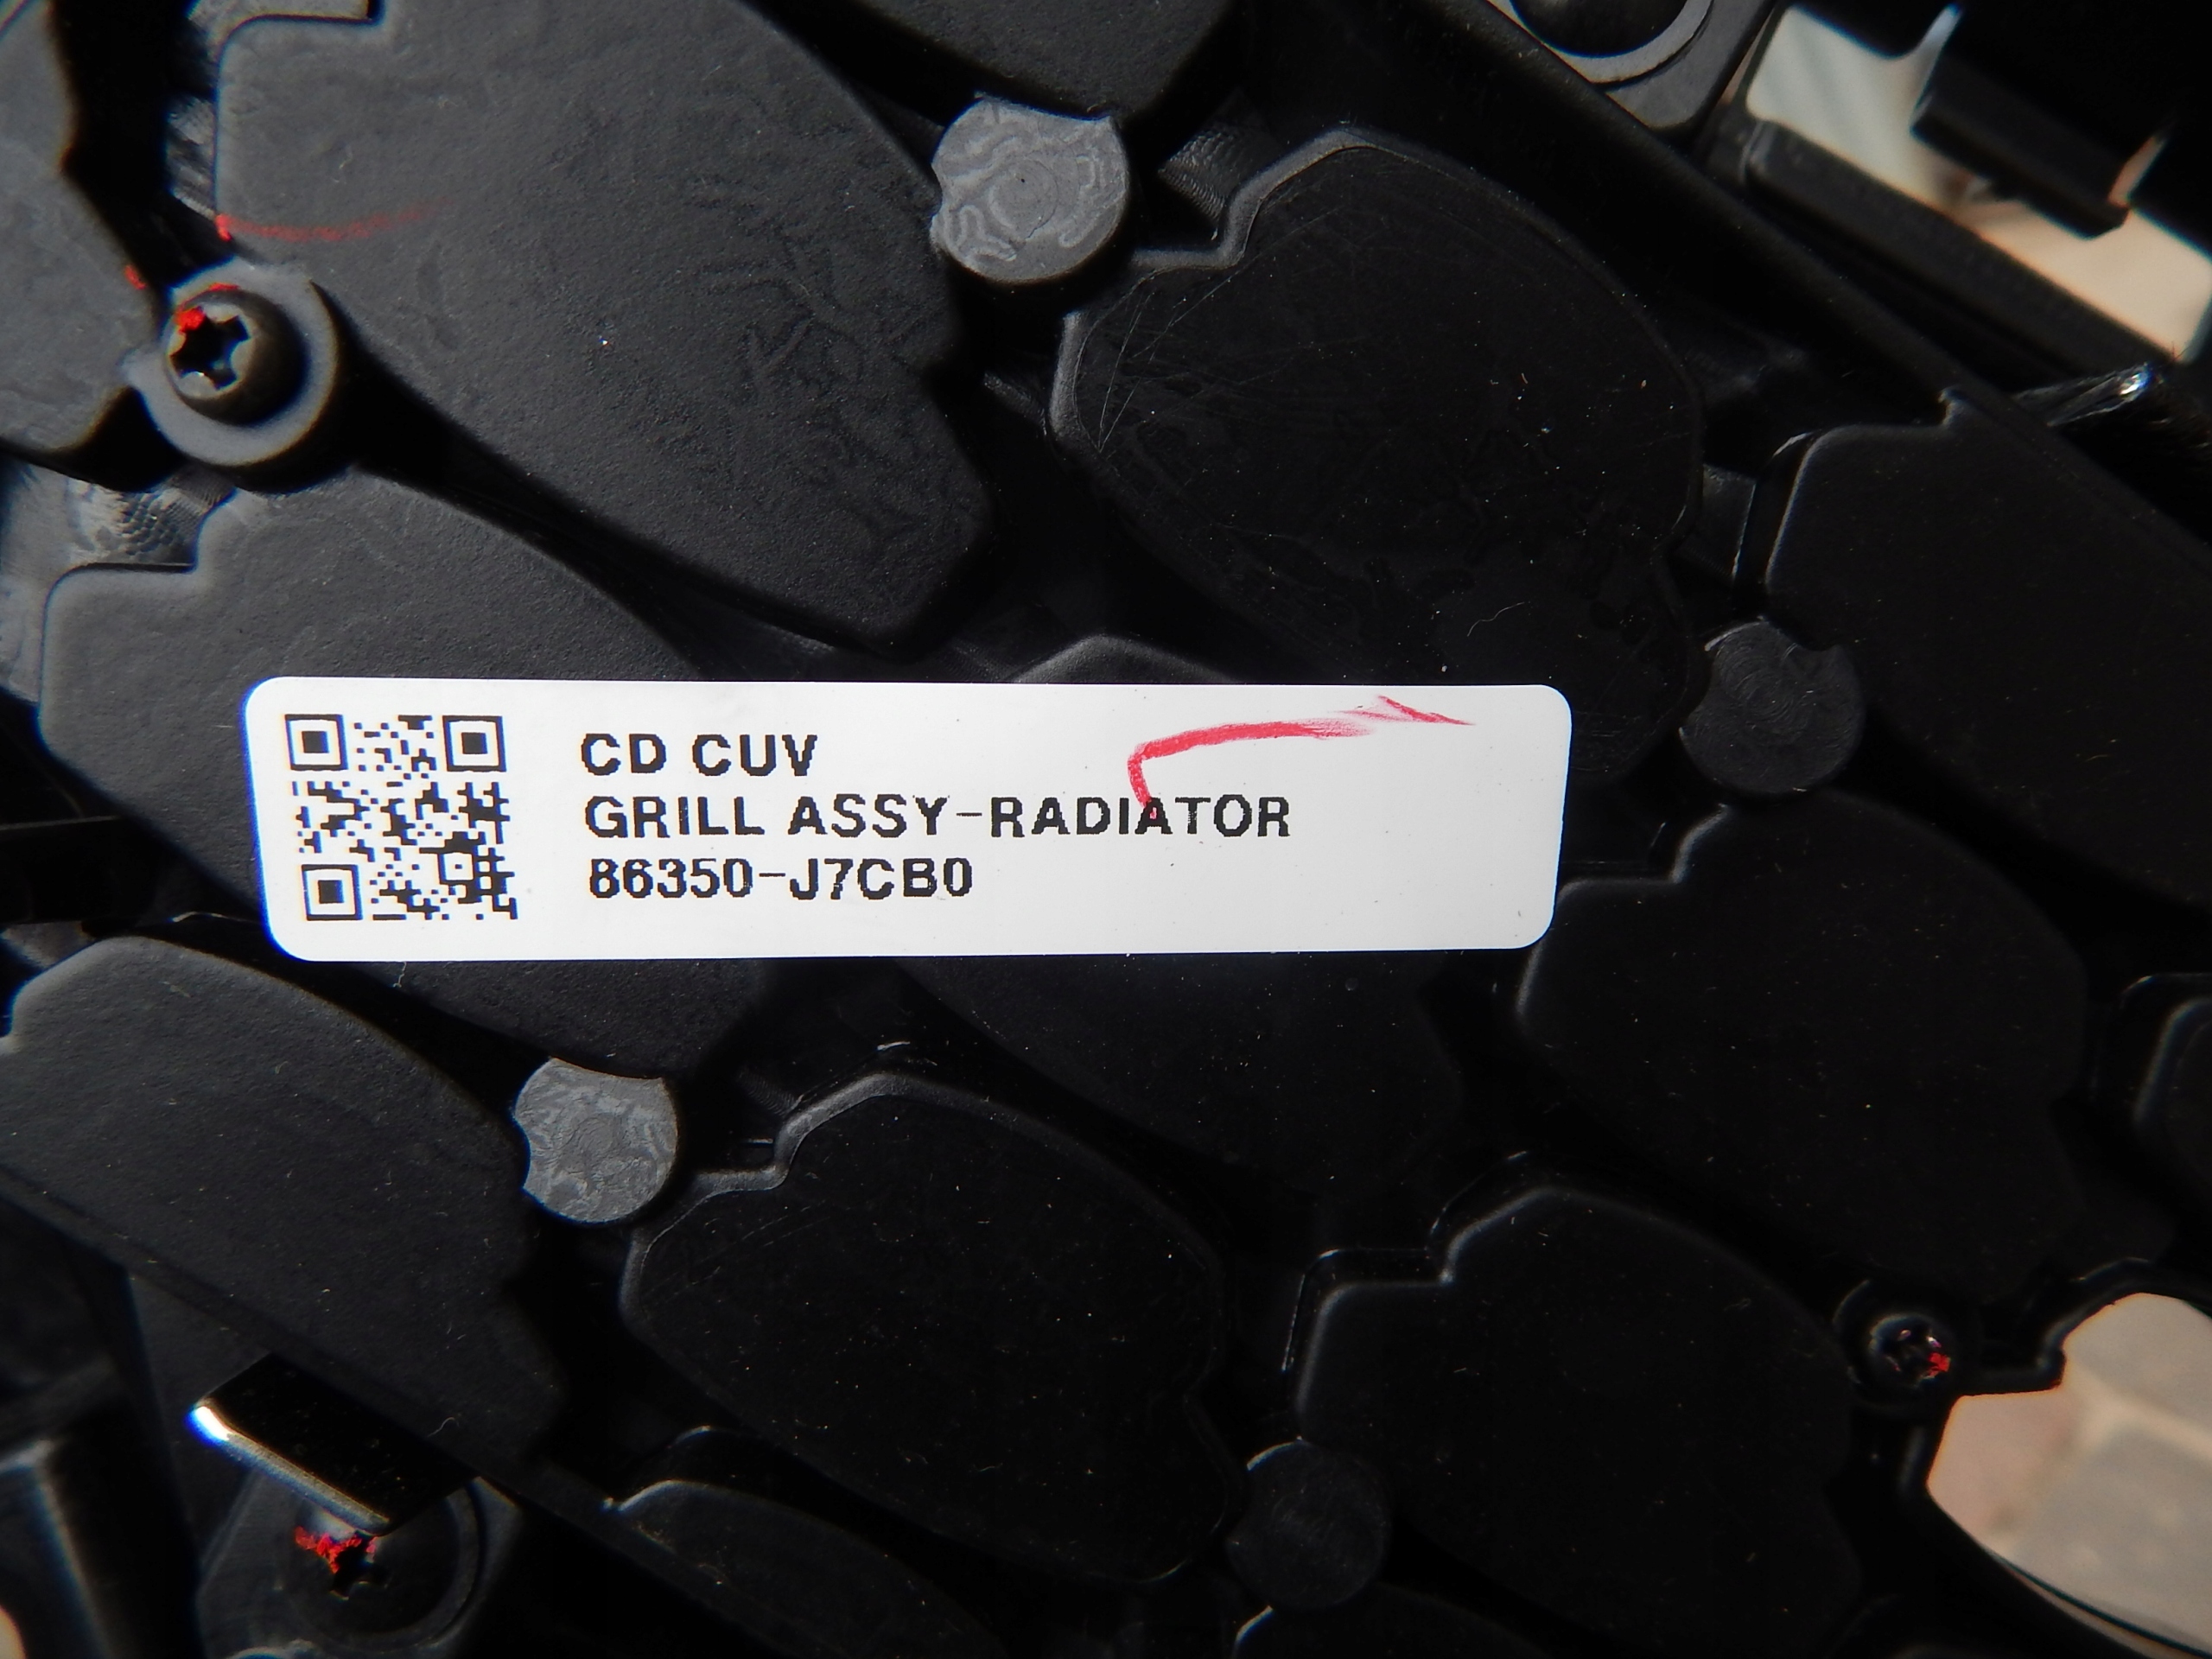 CD CUV
GRILL ASSY-RADIATOR
86350-J7CB0